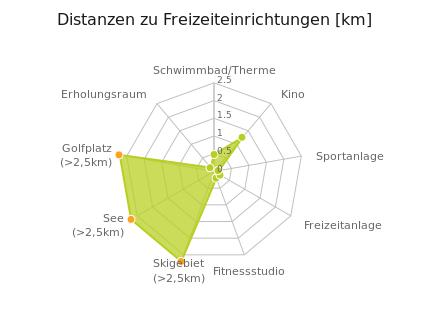 Distanzen zu Freizeiteinrichtungen [km]
Schwimmbad/Therme
2.5
2
1.5
1
0.5
0
Kino
Sportanlage
Freizeitanlage
Fitnessstudio
Skigebiet
(>2,5km)
See
(>2,5km)
Golfplatz
(>2,5km)
Erholungsraum